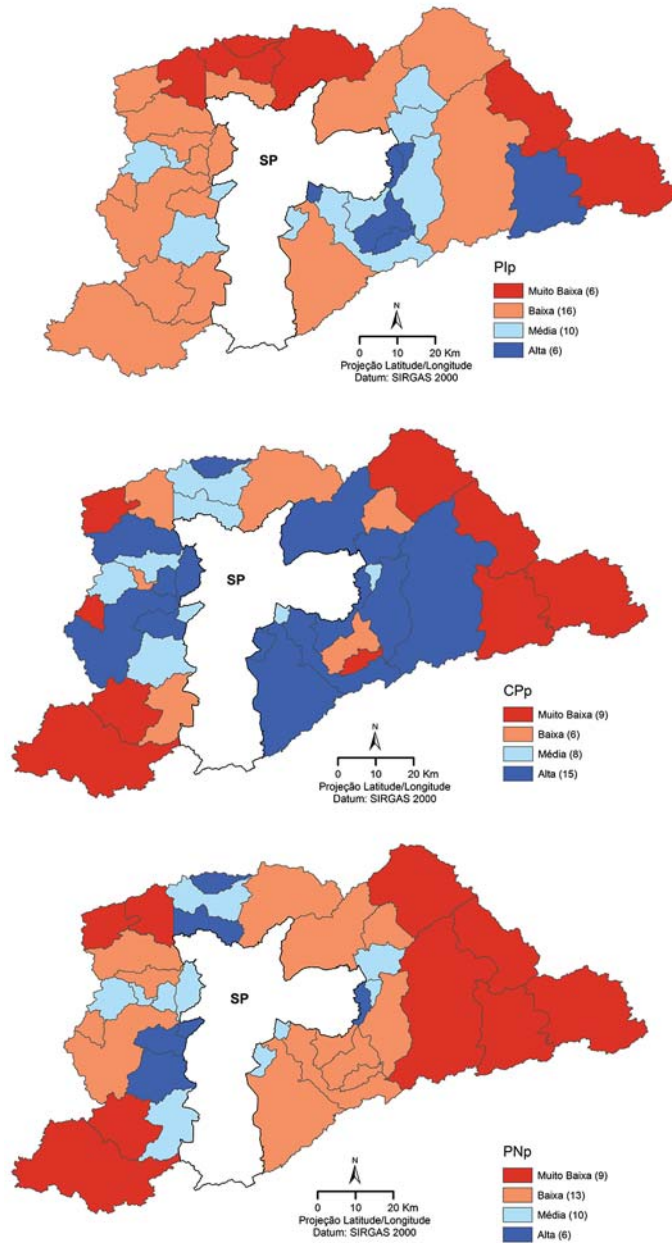 SP
PIp
Muito Baixa (6)
Baixa (16)
Média (10)
Alta (6)
N
0 10 20 Km
Projeção Latitude/Longitude
Datum: SIRGAS 2000
SP
CPp
Muito Baixa (9)
Baixa (6)
Média (8)
Alta (15)
N
0 10 20 Km
Projeção Latitude/Longitude
Datum: SIRGAS 2000
SP
PNp
Muito Baixa (9)
Baixa (13)
Média (10)
Alta (6)
N
0 10 20 Km
Projeção Latitude/Longitude
Datum: SIRGAS 2000